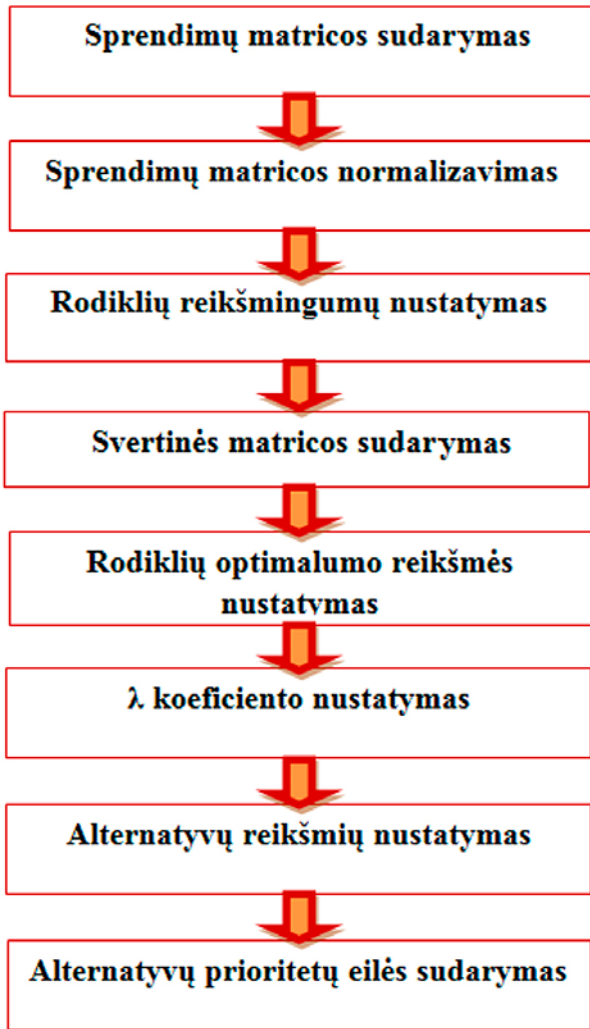 Sprendimų matricos sudarymas
Sprendimų matricos normalizavimas
Rodiklių reikšmingumų nustatymas
Svertinės matricos sudarymas
Rodiklių optimalumo reikšmės
nustatymas
λ koeficiento nustatymas
Alternatyvų reikšmių nustatymas
Alternatyvų prioritetų eilės sudarymas